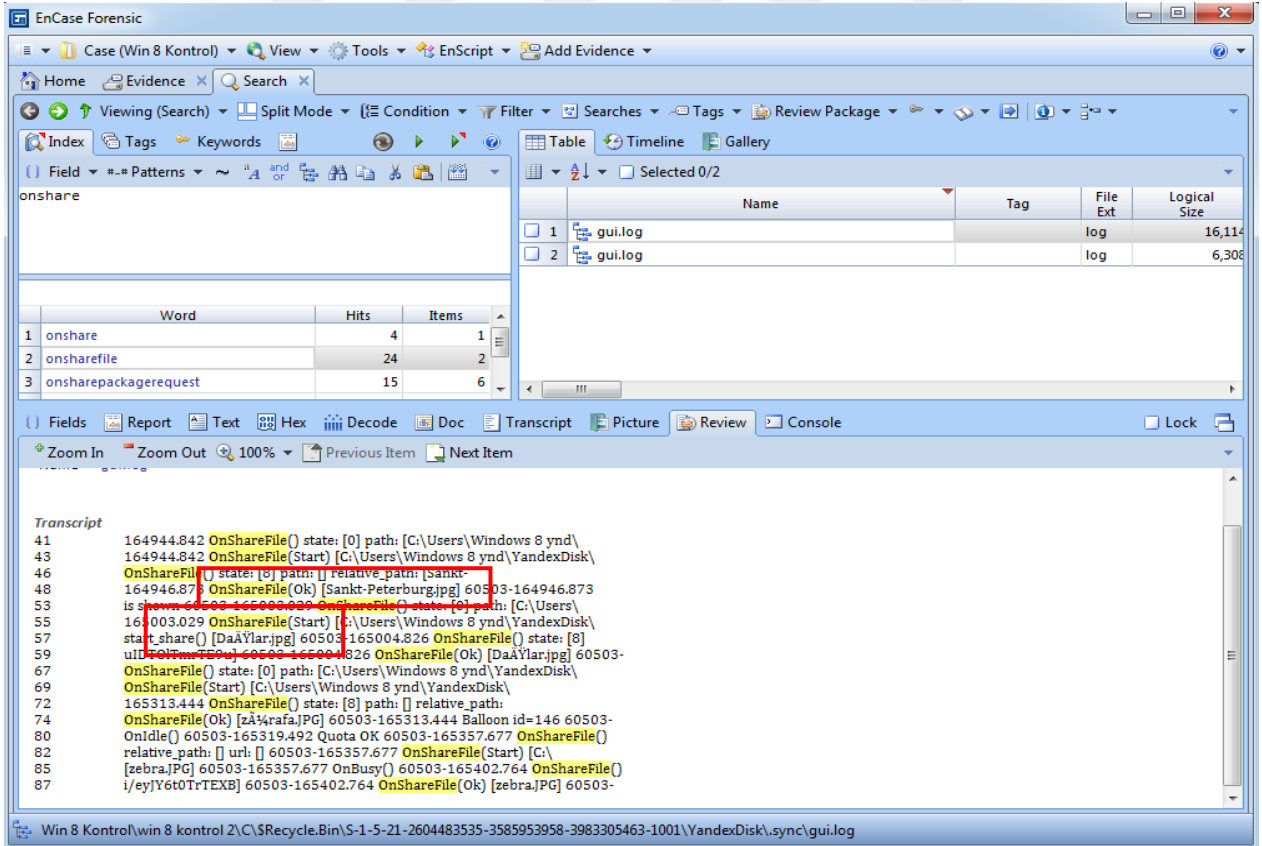 EnCase Forensic
Case (Win 8 Kontrol) View Tools EnScript Add Evidence
Home Evidence Search
Viewing (Search) Split Mode Condition Filter Searches Tags Review Package
Index Tags Keywords
Table Timeline Gallery
Field Patterns and or
Selected 0/2
onshare
Name Tag File Ext Logical Size
1 gui.log log 16,114
2 gui.log log 6,308
Word Hits Items
1 onshare 4 1
2 onsharefile 24 2
3 onsharepackagerequest 15 6
Fields Report Text Hex Decode Doc Transcript Picture Review Console Lock
Zoom In Zoom Out 100% Previous Item Next Item
Transcript
41 164944.842 OnShareFile() state: [0] path: [C:\Users\Windows 8 ynd\
43 164944.842 OnShareFile(Start) [C:\Users\Windows 8 ynd\YandexDisk\
46 OnShareFile() state: [8] path: [] relative_path: [Sankt-
48 164946.873 OnShareFile(Ok) [Sankt-Peterburg.jpg] 60503-164946.873
53 is shown 60503-165003.029 OnShareFile() state: [0] path: [C:\Users\
55 165003.029 OnShareFile(Start) [C:\Users\Windows 8 ynd\YandexDisk\
57 start_share() [DaÄŸlar.jpg] 60503-165004.826 OnShareFile() state: [8]
59 60503-165004.826 OnShareFile(Ok) [DaÄŸlar.jpg] 60503-
67 OnShareFile() state: [0] path: [C:\Users\Windows 8 ynd\YandexDisk\
69 OnShareFile(Start) [C:\Users\Windows 8 ynd\YandexDisk\
72 165313.444 OnShareFile() state: [8] path: [] relative_path:
74 OnShareFile(Ok) [zÃ¼rafa.JPG] 60503-165313.444 Balloon id=146 60503-
80 OnIdle() 60503-165319.492 Quota OK 60503-165357.677 OnShareFile()
82 relative_path: [] url: [] 60503-165357.677 OnShareFile(Start) [C:\
85 [zebra.JPG] 60503-165357.677 OnBusy() 60503-165402.764 OnShareFile()
87 i/eyJY6t0TrTEXB] 60503-165402.764 OnShareFile(Ok) [zebra.JPG] 60503-
Win 8 Kontrol\win 8 kontrol 2\C\$Recycle.Bin\S-1-5-21-2604483535-3585953958-3983305463-1001\YandexDisk\.sync\gui.log